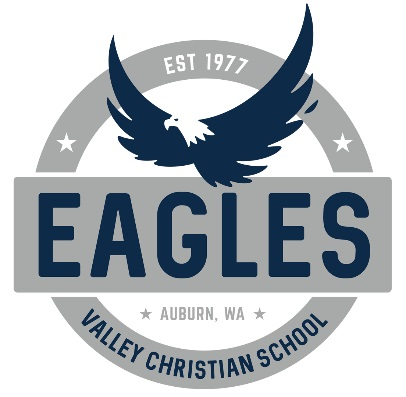 EST 1977
EAGLES
AUBURN, WA
VALLEY CHRISTIAN SCHOOL